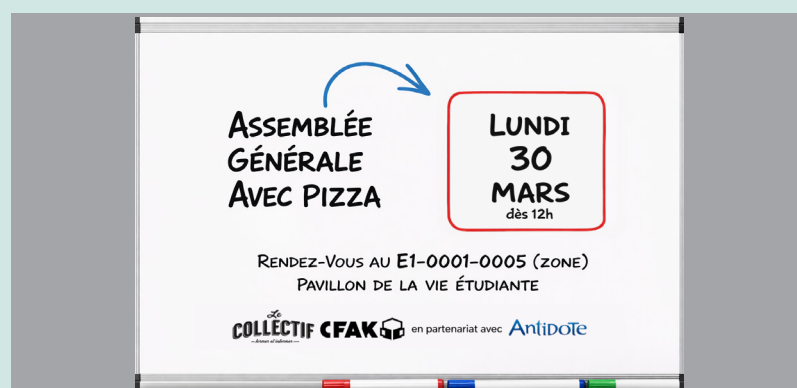 Assemblée
Générale
Avec Pizza
Lundi
30
mars
dès 12h
Rendez-Vous au E1-0001-0005 (zone)
Pavillon de la vie étudiante
Le
COLLECTIF CFAK en partenariat avec Antidote